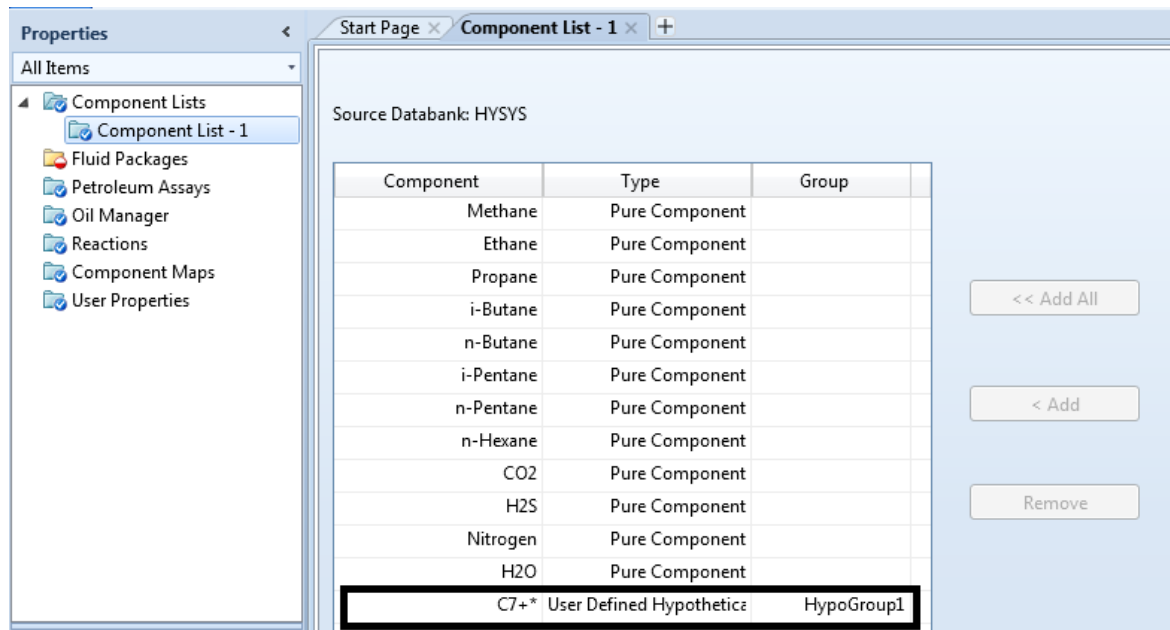 Properties <
All Items
Component Lists
Component List - 1
Fluid Packages
Petroleum Assays
Oil Manager
Reactions
Component Maps
User Properties
Start Page × Component List - 1 × +
Source Databank: HYSYS
Component Type Group
Methane Pure Component
Ethane Pure Component
Propane Pure Component
i-Butane Pure Component
n-Butane Pure Component
i-Pentane Pure Component
n-Pentane Pure Component
n-Hexane Pure Component
CO2 Pure Component
H2S Pure Component
Nitrogen Pure Component
H2O Pure Component
C7+* User Defined Hypothetica HypoGroup1
<< Add All
< Add
Remove